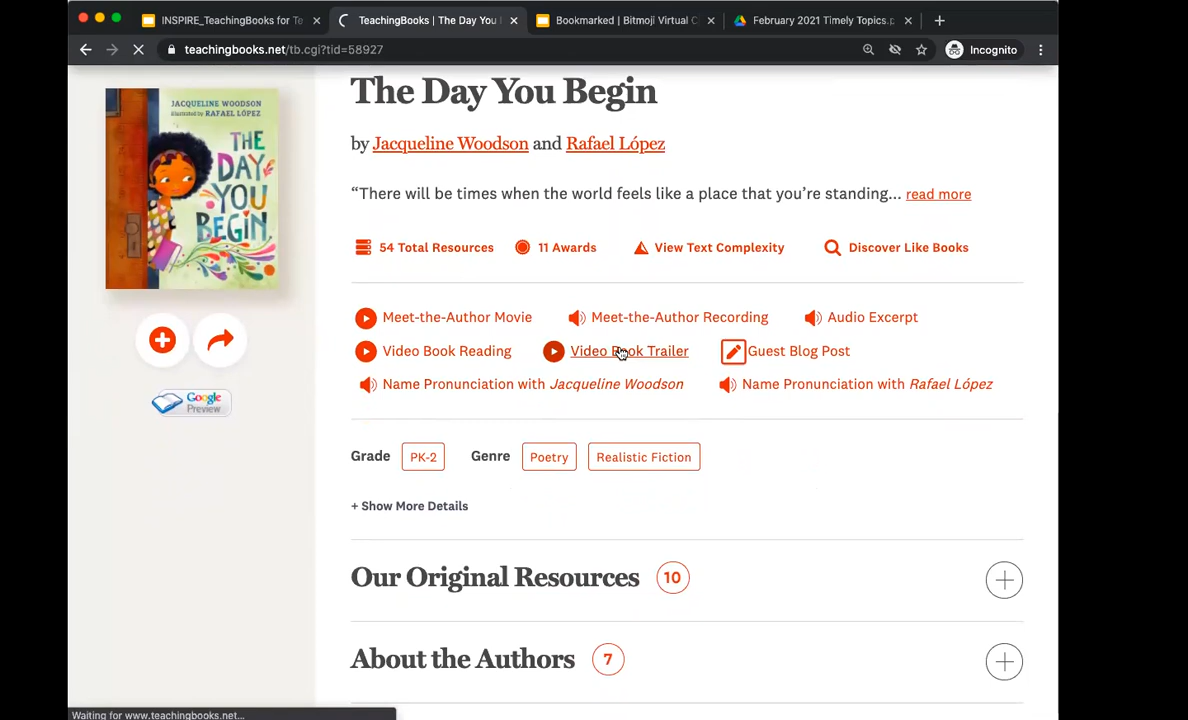 INSPIRE_TeachingBooks for Te
TeachingBooks | The Day You
Bookmarked | Bitmoji Virtual C
February 2021 Timely Topics.p
teachingbooks.net/tb.cgi?tid=58927
Incognito
JACQUELINE WOODSON
illustrated by RAFAEL LÓPEZ
THE
DAY
YOU
BEGIN
The Day You Begin
by Jacqueline Woodson and Rafael López
“There will be times when the world feels like a place that you’re standing... read more
54 Total Resources 11 Awards View Text Complexity Discover Like Books
Meet-the-Author Movie Meet-the-Author Recording Audio Excerpt
Video Book Reading Video Book Trailer Guest Blog Post
Name Pronunciation with Jacqueline Woodson Name Pronunciation with Rafael López
Google
Preview
Grade PK-2 Genre Poetry Realistic Fiction
+ Show More Details
Our Original Resources 10
About the Authors 7
Waiting for www.teachingbooks.net...